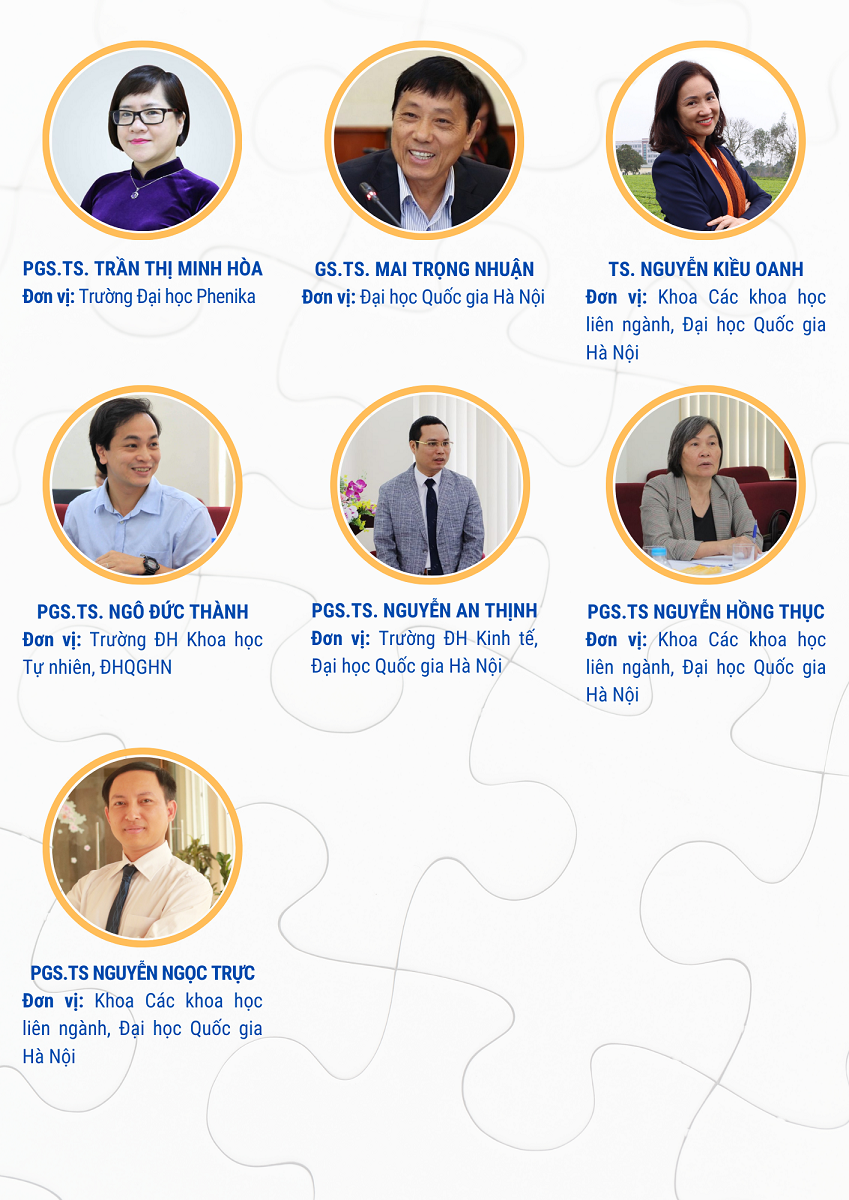 PGS.TS. TRẦN THỊ MINH HÒA
Đơn vị: Trường Đại học Phenika
GS.TS. MAI TRỌNG NHUẬN
Đơn vị: Đại học Quốc gia Hà Nội
TS. NGUYỄN KIỀU OANH
Đơn vị: Khoa Các khoa học
liên ngành, Đại học Quốc gia
Hà Nội
PGS.TS. NGÔ ĐỨC THÀNH
Đơn vị: Trường ĐH Khoa học
Tự nhiên, ĐHQGHN
PGS.TS. NGUYỄN AN THỊNH
Đơn vị: Trường ĐH Kinh tế,
Đại học Quốc gia Hà Nội
PGS.TS NGUYỄN HỒNG THỤC
Đơn vị: Khoa Các khoa học
liên ngành, Đại học Quốc gia
Hà Nội
PGS.TS NGUYỄN NGỌC TRỰC
Đơn vị: Khoa Các khoa học
liên ngành, Đại học Quốc gia
Hà Nội